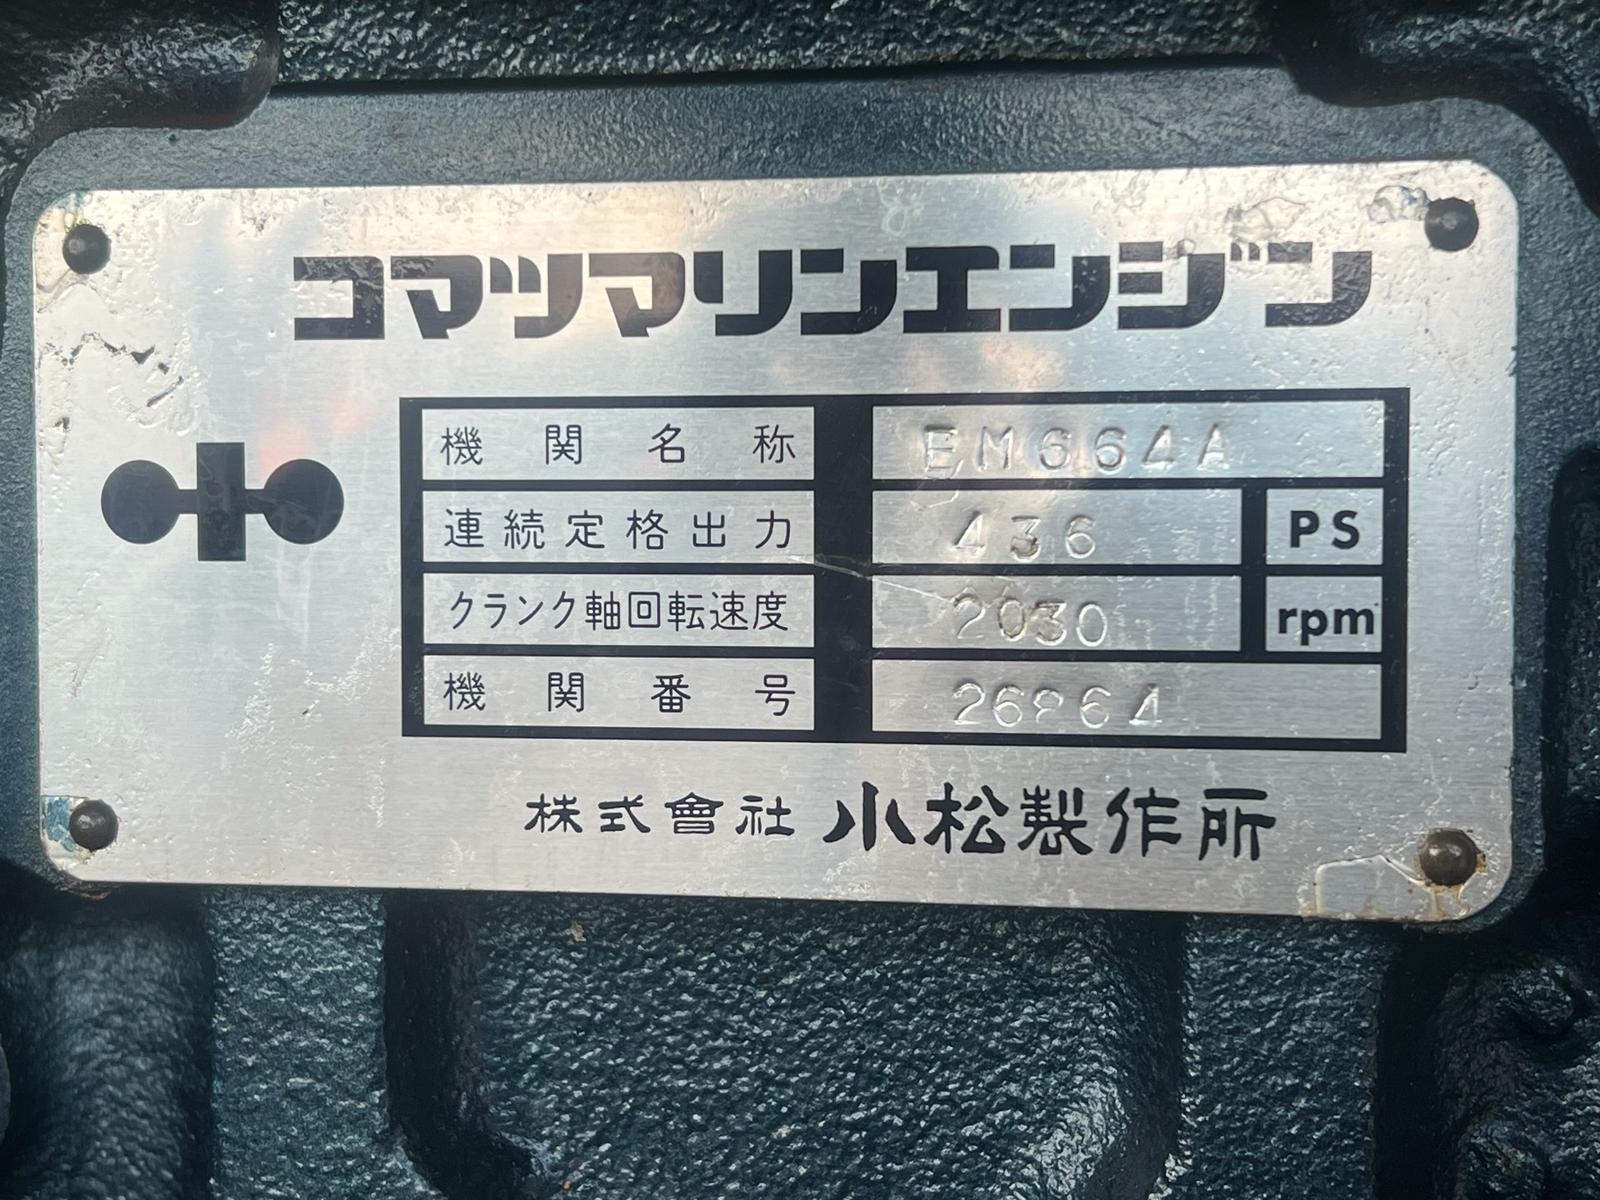 コマツマリンエンジン
機関名称 EM664A
連続定格出力 436 PS
クランク軸回転速度 2030 rpm
機関番号
株式會社 小松製作所